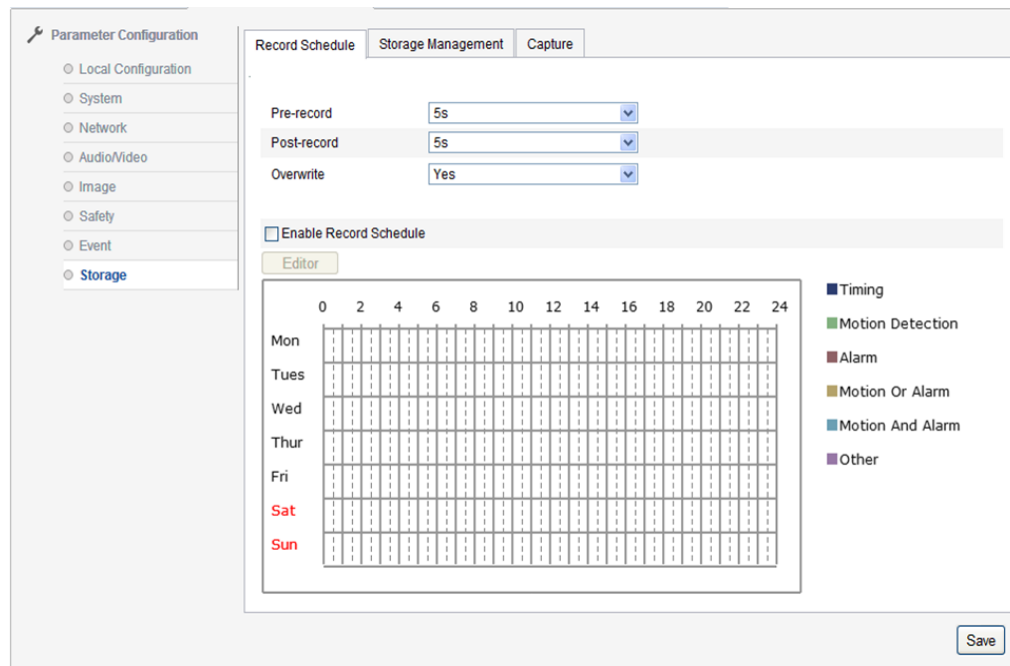 Parameter Configuration
Local Configuration
System
Network
Audio/Video
Image
Safety
Event
Storage
Record Schedule Storage Management Capture
Pre-record 5s
Post-record 5s
Overwrite Yes
Enable Record Schedule
Editor
0 2 4 6 8 10 12 14 16 18 20 22 24
Mon
Tues
Wed
Thur
Fri
Sat
Sun
Timing
Motion Detection
Alarm
Motion Or Alarm
Motion And Alarm
Other
Save